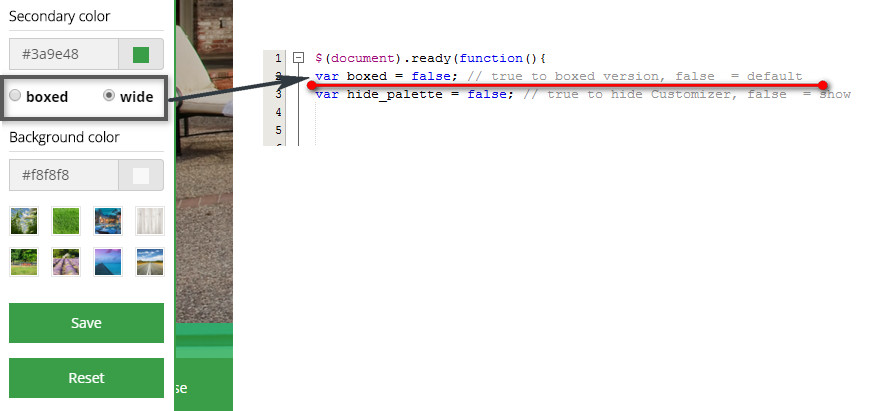 Secondary color
#3a9e48
boxed wide
Background color
#f8f8f8
Save
Reset
se
1 $(document).ready(function(){
2 var boxed = false; // true to boxed version, false = default
3 var hide_palette = false; // true to hide Customizer, false = show
4
5